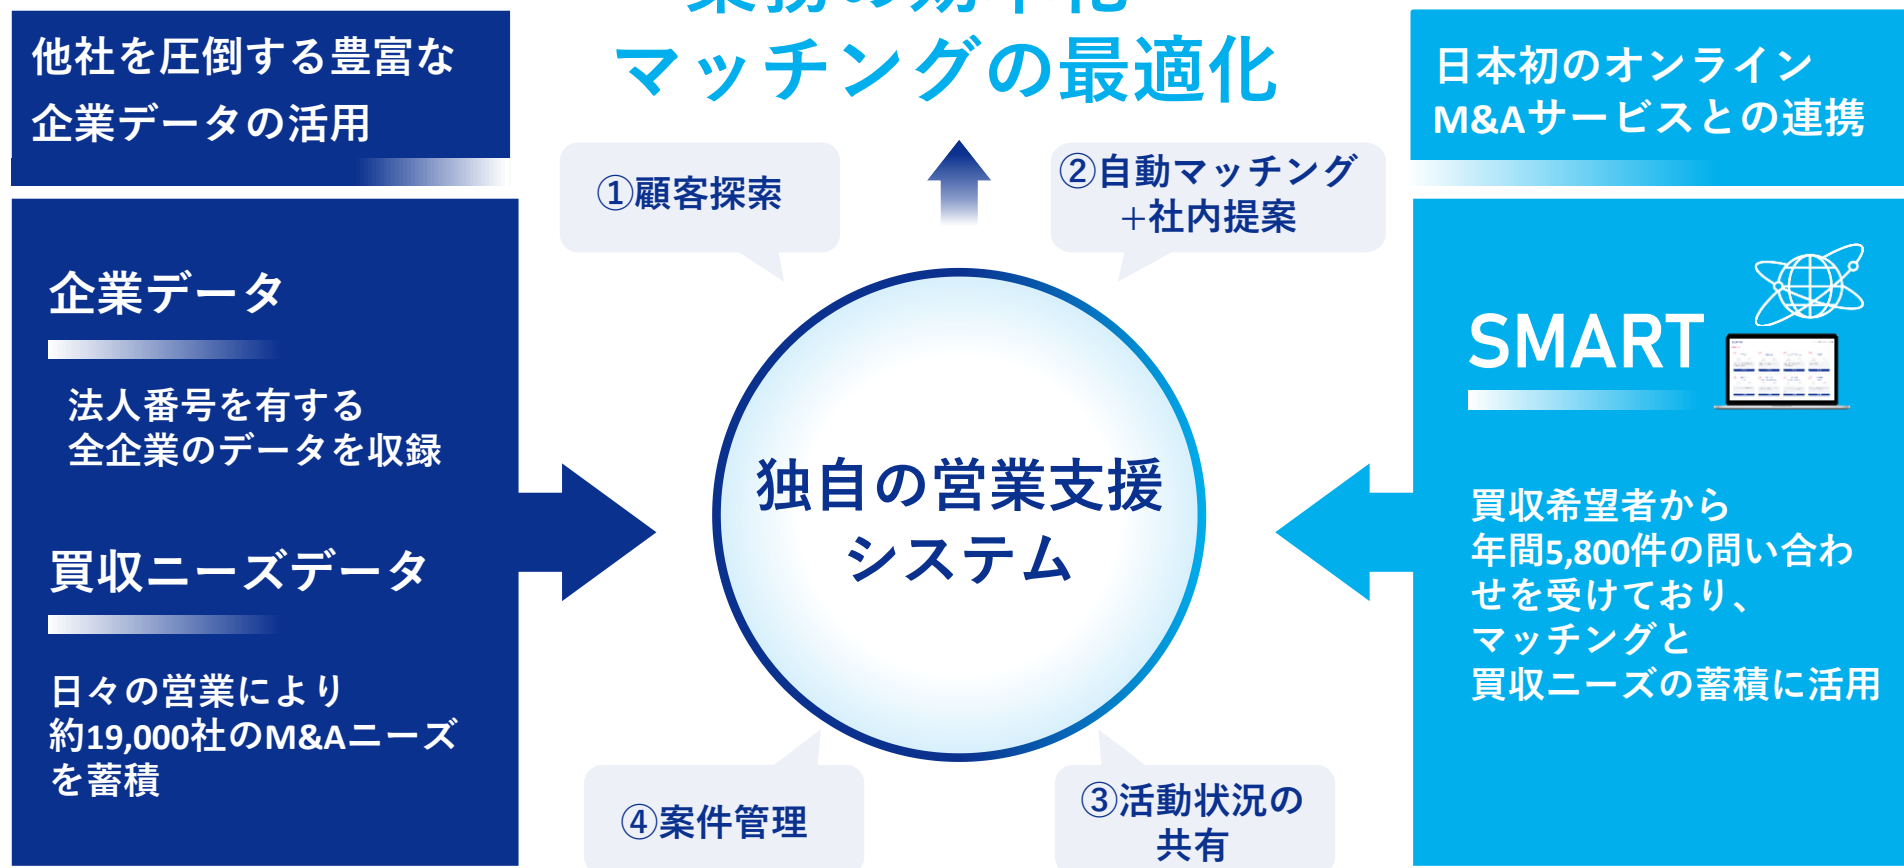 他社を圧倒する豊富な
企業データの活用
企業データ
法人番号を有する
全企業のデータを収録
買収ニーズデータ
日々の営業により
約19,000社のM&Aニーズ
を蓄積
マッチングの最適化
①顧客探索
②自動マッチング
+社内提案
独自の営業支援
システム
④案件管理
③活動状況の
共有
日本初のオンライン
M&Aサービスとの連携
SMART
買収希望者から
年間5,800件の問い合わ
せを受けており、
マッチングと
買収ニーズの蓄積に活用